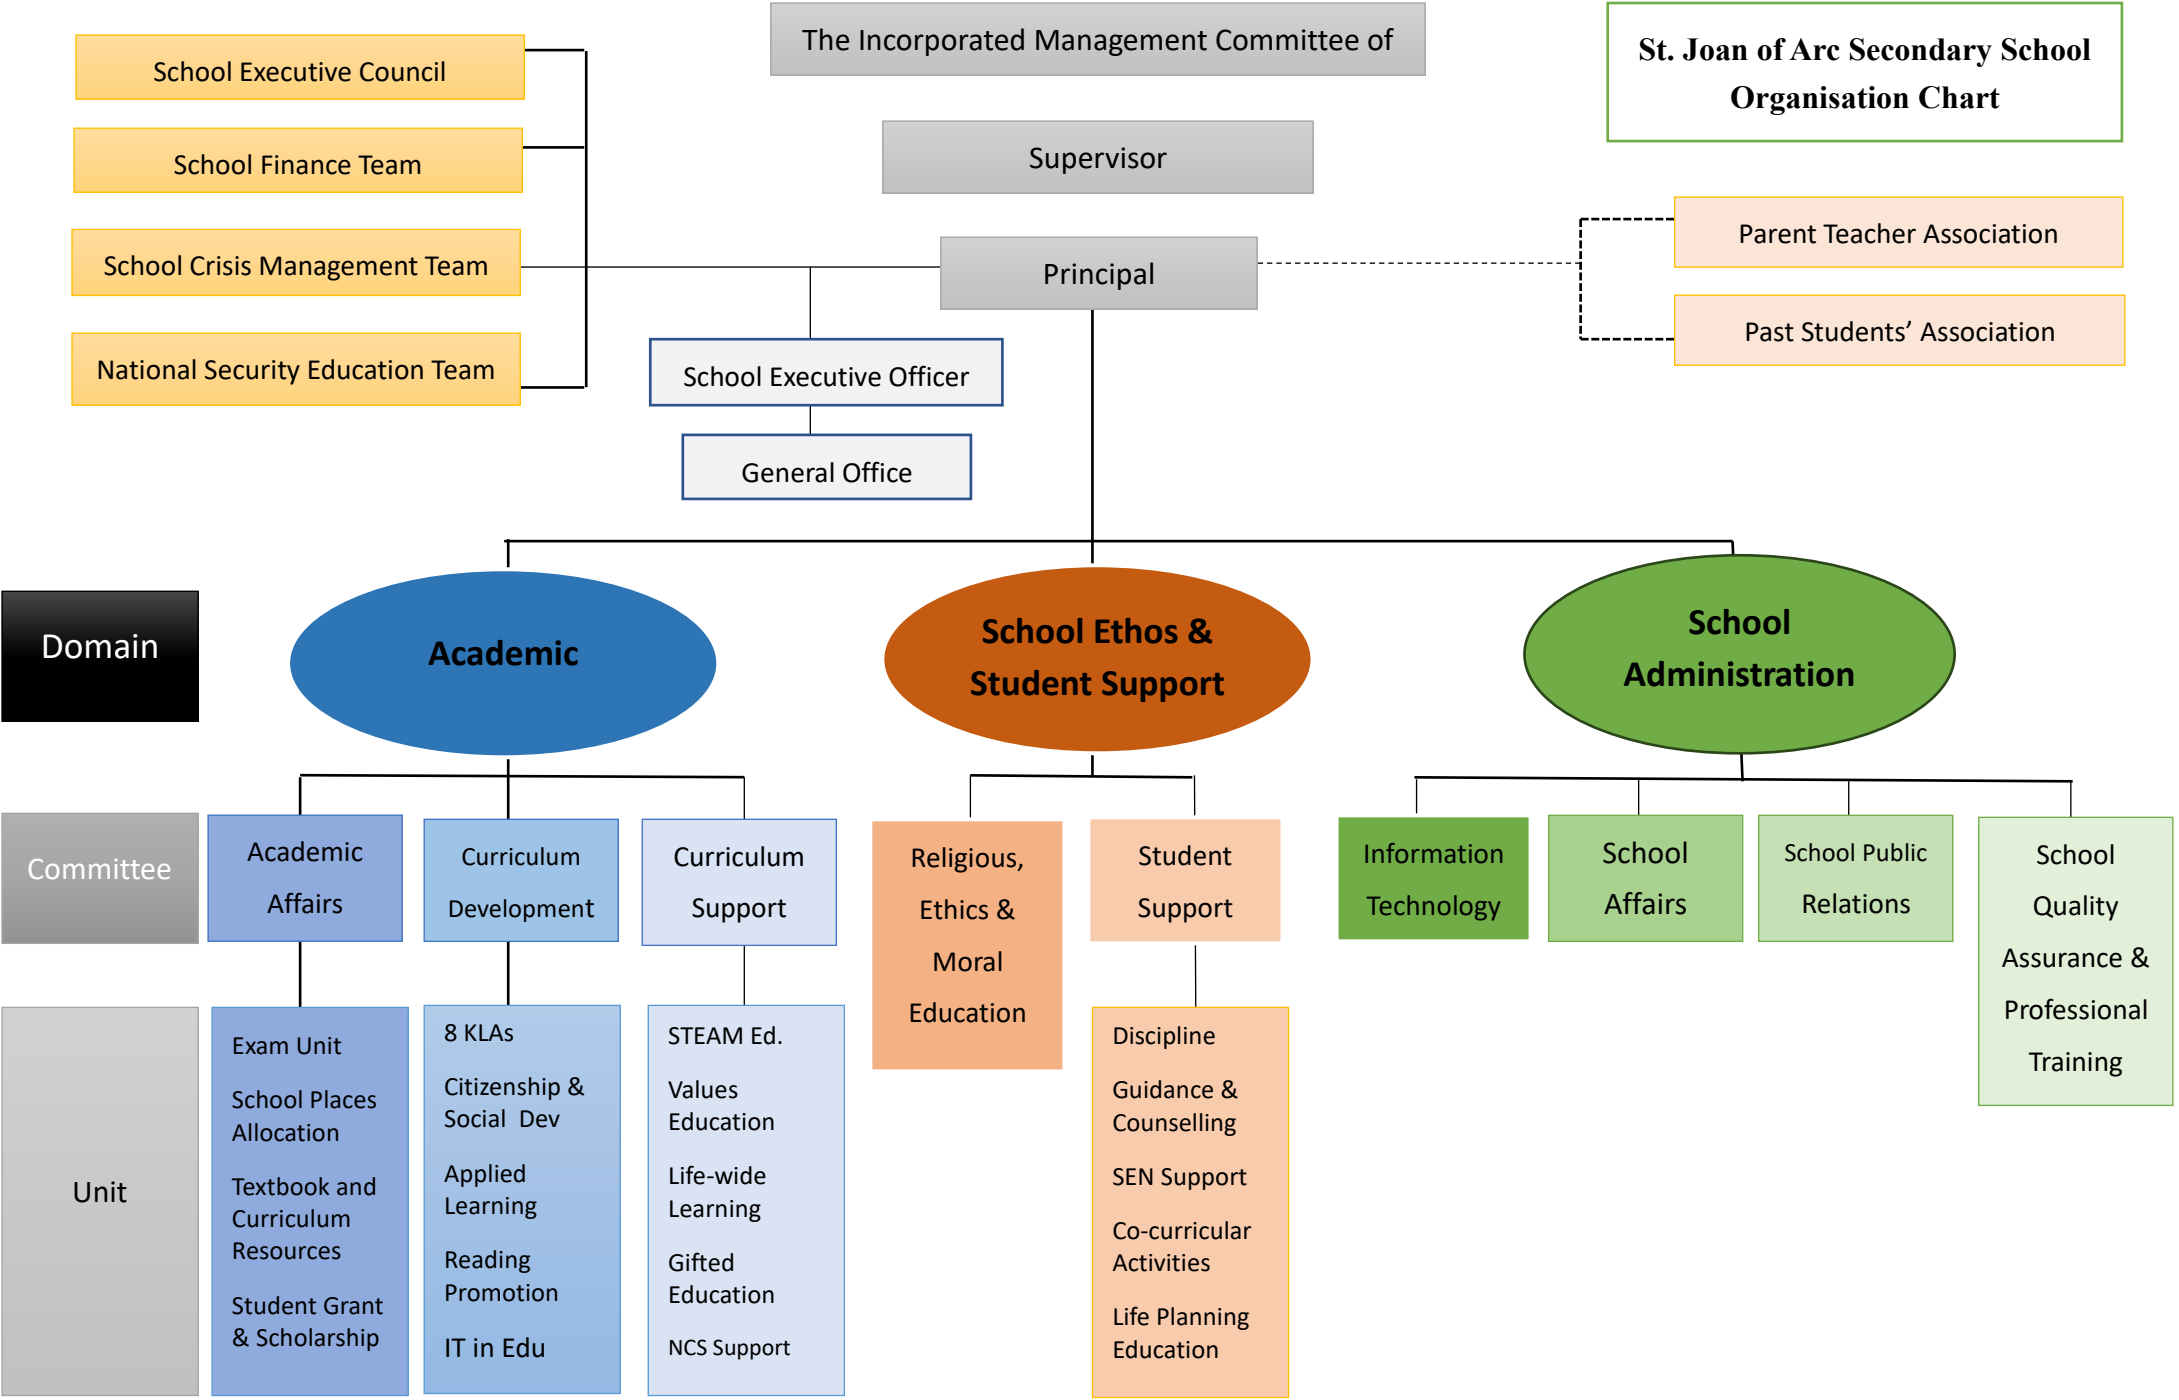 The Incorporated Management Committee of
St. Joan of Arc Secondary School
Organisation Chart
School Executive Council
School Finance Team
School Crisis Management Team
National Security Education Team
Supervisor
Principal
Parent Teacher Association
Past Students’ Association
School Executive Officer
General Office
Domain
Academic
School Ethos &
Student Support
School
Administration
Committee
Academic
Affairs
Curriculum
Development
Curriculum
Support
Religious,
Ethics &
Moral
Education
Student
Support
Information
Technology
School
Affairs
School Public
Relations
School
Quality
Assurance &
Professional
Training
Unit
Exam Unit
School Places
Allocation
Textbook and
Curriculum
Resources
Student Grant
& Scholarship
8 KLAs
Citizenship &
Social  Dev
Applied
Learning
Reading
Promotion
IT in Edu
STEAM Ed.
Values
Education
Life-wide
Learning
Gifted
Education
NCS Support
Discipline
Guidance &
Counselling
SEN Support
Co-curricular
Activities
Life Planning
Education